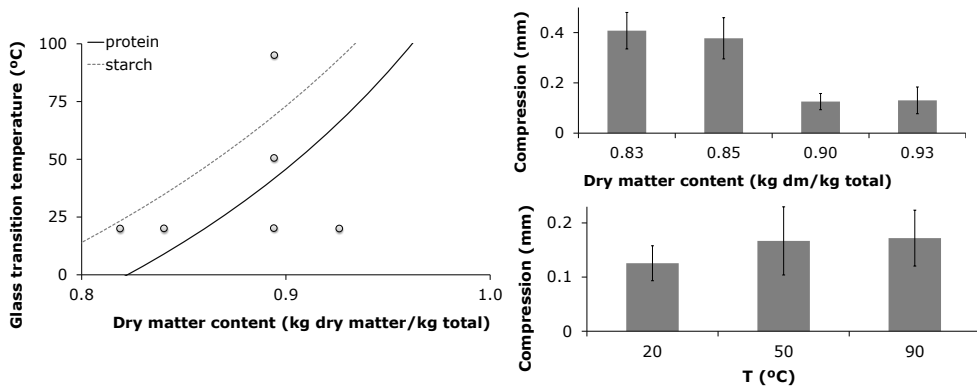 Glass transition temperature (ºC)
100
75
50
25
0
protein
starch
0.8
0.9
1.0
Dry matter content (kg dry matter/kg total)
Compression (mm)
0.4
0.2
0
0.83
0.85
0.90
0.93
Dry matter content (kg dm/kg total)
Compression (mm)
0.2
0.1
0
20
50
90
T (ºC)